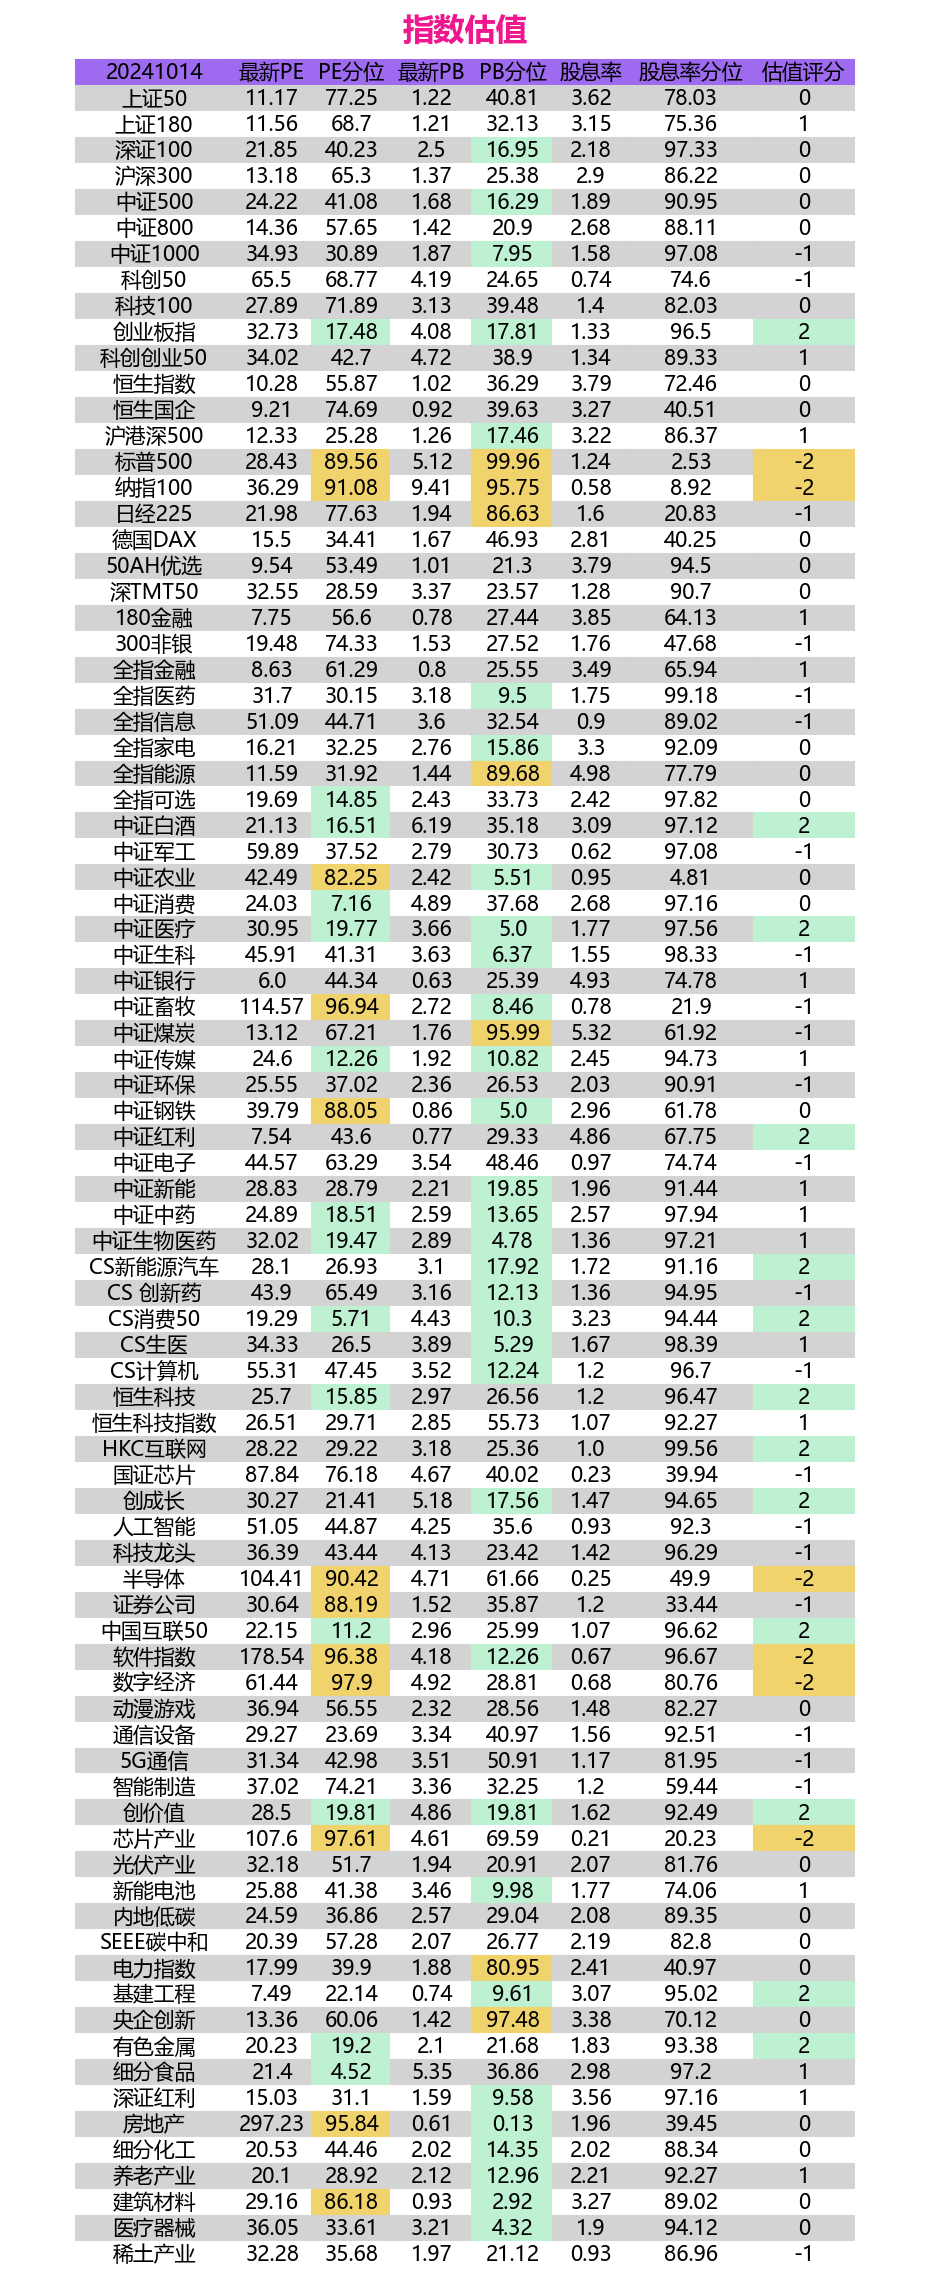 指数估值
20241014 最新PE PE分位 最新PB PB分位 股息率 股息率分位 估值评分
上证50 11.17 77.25 1.22 40.81 3.62 78.03 0
上证180 11.56 68.7 1.21 32.13 3.15 75.36 1
深证100 21.85 40.23 2.5 16.95 2.18 97.33 0
沪深300 13.18 65.3 1.37 25.38 2.9 86.22 0
中证500 24.22 41.08 1.68 16.29 1.89 90.95 0
中证800 14.36 57.65 1.42 20.9 2.68 88.11 0
中证1000 34.93 30.89 1.87 7.95 1.58 97.08 -1
科创50 65.5 68.77 4.19 24.65 0.74 74.6 -1
科技100 27.89 71.89 3.13 39.48 1.4 82.03 0
创业板指 32.73 17.48 4.08 17.81 1.33 96.5 2
科创创业50 34.02 42.7 4.72 38.9 1.34 89.33 1
恒生指数 10.28 55.87 1.02 36.29 3.79 72.46 0
恒生国企 9.21 74.69 0.92 39.63 3.27 40.51 0
沪港深500 12.33 25.28 1.26 17.46 3.22 86.37 1
标普500 28.43 89.56 5.12 99.96 1.24 2.53 -2
纳指100 36.29 91.08 9.41 95.75 0.58 8.92 -2
日经225 21.98 77.63 1.94 86.63 1.6 20.83 -1
德国DAX 15.5 34.41 1.67 46.93 2.81 40.25 0
50AH优选 9.54 53.49 1.01 21.3 3.79 94.5 0
深TMT50 32.55 28.59 3.37 23.57 1.28 90.7 0
180金融 7.75 56.6 0.78 27.44 3.85 64.13 1
300非银 19.48 74.33 1.53 27.52 1.76 47.68 -1
全指金融 8.63 61.29 0.8 25.55 3.49 65.94 1
全指医药 31.7 30.15 3.18 9.5 1.75 99.18 -1
全指信息 51.09 44.71 3.6 32.54 0.9 89.02 -1
全指家电 16.21 32.25 2.76 15.86 3.3 92.09 0
全指能源 11.59 31.92 1.44 89.68 4.98 77.79 0
全指可选 19.69 14.85 2.43 33.73 2.42 97.82 0
中证白酒 21.13 16.51 6.19 35.18 3.09 97.12 2
中证军工 59.89 37.52 2.79 30.73 0.62 97.08 -1
中证农业 42.49 82.25 2.42 5.51 0.95 4.81 0
中证消费 24.03 7.16 4.89 37.68 2.68 97.16 0
中证医疗 30.95 19.77 3.66 5.0 1.77 97.56 2
中证生科 45.91 41.31 3.63 6.37 1.55 98.33 -1
中证银行 6.0 44.34 0.63 25.39 4.93 74.78 1
中证畜牧 114.57 96.94 2.72 8.46 0.78 21.9 -1
中证煤炭 13.12 67.21 1.76 95.99 5.32 61.92 -1
中证传媒 24.6 12.26 1.92 10.82 2.45 94.73 1
中证环保 25.55 37.02 2.36 26.53 2.03 90.91 -1
中证钢铁 39.79 88.05 0.86 5.0 2.96 61.78 0
中证红利 7.54 43.6 0.77 29.33 4.86 67.75 2
中证电子 44.57 63.29 3.54 48.46 0.97 74.74 -1
中证新能 28.83 28.79 2.21 19.85 1.96 91.44 1
中证中药 24.89 18.51 2.59 13.65 2.57 97.94 1
中证生物医药 32.02 19.47 2.89 4.78 1.36 97.21 1
CS新能源汽车 28.1 26.93 3.1 17.92 1.72 91.16 2
CS 创新药 43.9 65.49 3.16 12.13 1.36 94.95 -1
CS消费50 19.29 5.71 4.43 10.3 3.23 94.44 2
CS生医 34.33 26.5 3.89 5.29 1.67 98.39 1
CS计算机 55.31 47.45 3.52 12.24 1.2 96.7 -1
恒生科技 25.7 15.85 2.97 26.56 1.2 96.47 2
恒生科技指数 26.51 29.71 2.85 55.73 1.07 92.27 1
HKC互联网 28.22 29.22 3.18 25.36 1.0 99.56 2
国证芯片 87.84 76.18 4.67 40.02 0.23 39.94 -1
创成长 30.27 21.41 5.18 17.56 1.47 94.65 2
人工智能 51.05 44.87 4.25 35.6 0.93 92.3 -1
科技龙头 36.39 43.44 4.13 23.42 1.42 96.29 -1
半导体 104.41 90.42 4.71 61.66 0.25 49.9 -2
证券公司 30.64 88.19 1.52 35.87 1.2 33.44 -1
中国互联50 22.15 11.2 2.96 25.99 1.07 96.62 2
软件指数 178.54 96.38 4.18 12.26 0.67 96.67 -2
数字经济 61.44 97.9 4.92 28.81 0.68 80.76 -2
动漫游戏 36.94 56.55 2.32 28.56 1.48 82.27 0
通信设备 29.27 23.69 3.34 40.97 1.56 92.51 -1
5G通信 31.34 42.98 3.51 50.91 1.17 81.95 -1
智能制造 37.02 74.21 3.36 32.25 1.2 59.44 -1
创价值 28.5 19.81 4.86 19.81 1.62 92.49 2
芯片产业 107.6 97.61 4.61 69.59 0.21 20.23 -2
光伏产业 32.18 51.7 1.94 20.91 2.07 81.76 0
新能电池 25.88 41.38 3.46 9.98 1.77 74.06 1
内地低碳 24.59 36.86 2.57 29.04 2.08 89.35 0
SEEE碳中和 20.39 57.28 2.07 26.77 2.19 82.8 0
电力指数 17.99 39.9 1.88 80.95 2.41 40.97 0
基建工程 7.49 22.14 0.74 9.61 3.07 95.02 2
央企创新 13.36 60.06 1.42 97.48 3.38 70.12 0
有色金属 20.23 19.2 2.1 21.68 1.83 93.38 2
细分食品 21.4 4.52 5.35 36.86 2.98 97.2 1
深证红利 15.03 31.1 1.59 9.58 3.56 97.16 1
房地产 297.23 95.84 0.61 0.13 1.96 39.45 0
细分化工 20.53 44.46 2.02 14.35 2.02 88.34 0
养老产业 20.1 28.92 2.12 12.96 2.21 92.27 1
建筑材料 29.16 86.18 0.93 2.92 3.27 89.02 0
医疗器械 36.05 33.61 3.21 4.32 1.9 94.12 0
稀土产业 32.28 35.68 1.97 21.12 0.93 86.96 -1